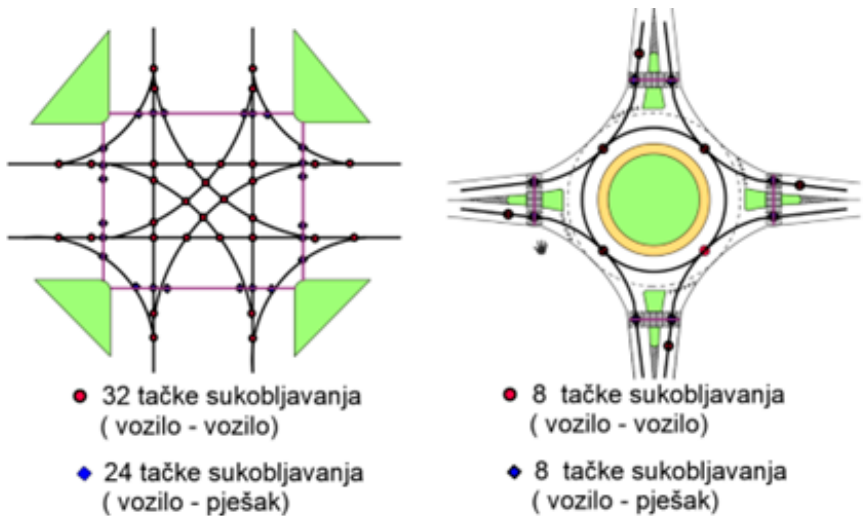 32 tačke sukobljavanja
( vozilo - vozilo)
24 tačke sukobljavanja
(vozilo - pješak)
8 tačke sukobljavanja
( vozilo - vozilo)
8 tačke sukobljavanja
( vozilo - pješak)